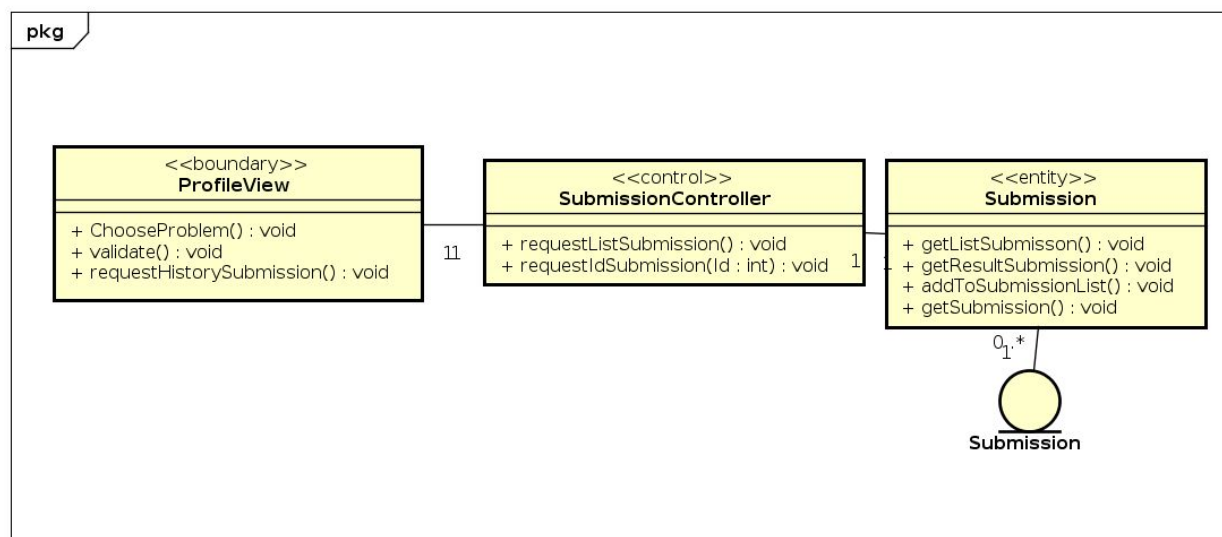 pkg
<<boundary>>
ProfileView
+ ChooseProblem() : void
+ validate() : void
+ requestHistorySubmission() : void
11
<<control>>
SubmissionController
+ requestListSubmission() : void
+ requestIdSubmission(Id : int) : void
1
1
<<entity>>
Submission
+ getListSubmisson() : void
+ getResultSubmission() : void
+ addToSubmissionList() : void
+ getSubmission() : void
0..*
1
Submission